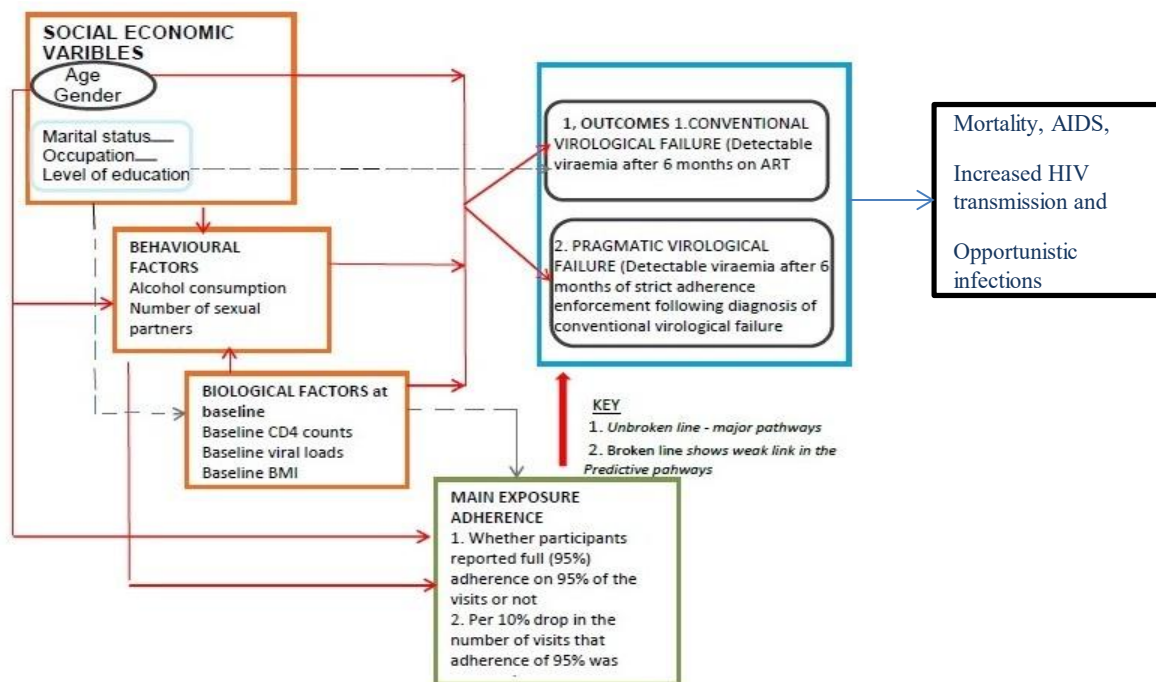 SOCIAL ECONOMIC
VARIBLES
Age
Gender
Marital status
Occupation
Level of education
BEHAVIOURAL
FACTORS
Alcohol consumption
Number of sexual
partners
BIOLOGICAL FACTORS at
baseline
Baseline CD4 counts
Baseline viral loads
Baseline BMI
MAIN EXPOSURE
ADHERENCE
1. Whether participants
reported full (95%)
adherence on 95% of the
visits or not
2. Per 10% drop in the
number of visits that
adherence of 95% was
1, OUTCOMES 1.CONVENTIONAL
VIROLOGICAL FAILURE (Detectable
viraemia after 6 months on ART
2. PRAGMATIC VIROLOGICAL
FAILURE (Detectable viraemia after 6
months of strict adherence
enforcement following diagnosis of
conventional virological failure
KEY
1. Unbroken line - major pathways
2. Broken line shows weak link in the
Predictive pahways
Mortality, AIDS,
Increased HIV
transmission and
Opportunistic
infections